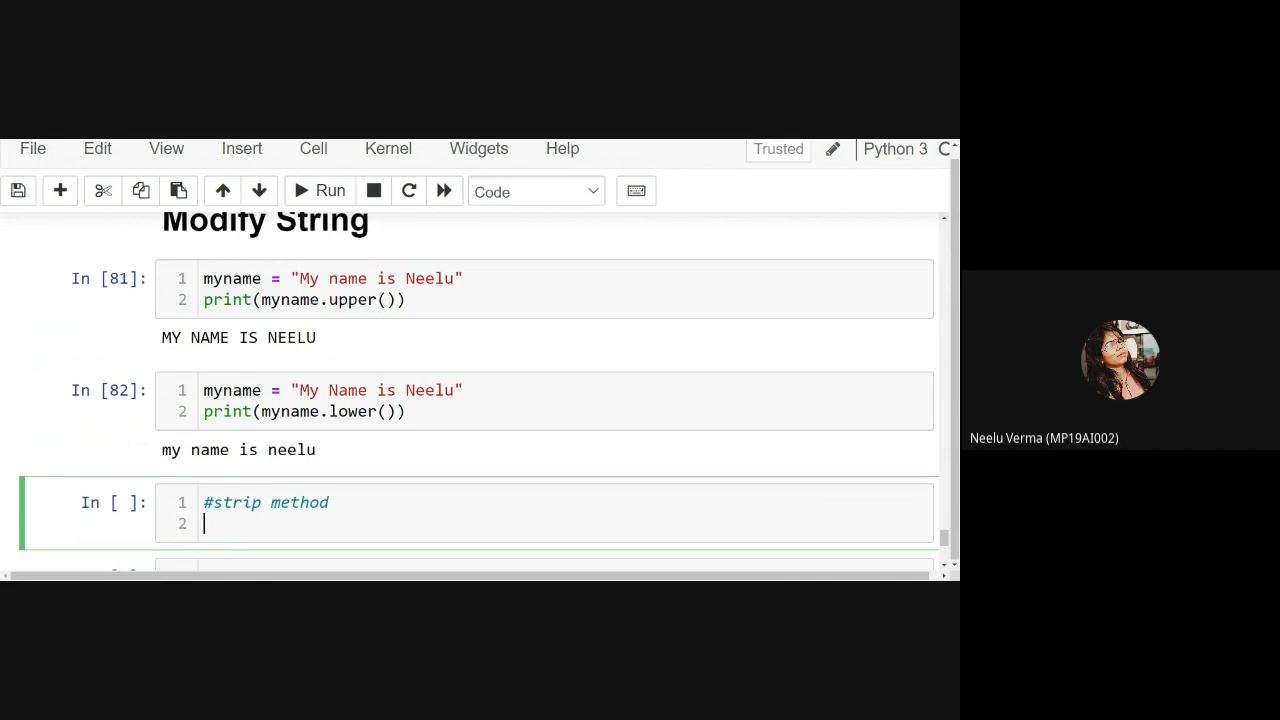 File Edit View Insert Cell Kernel Widgets Help Trusted Python 3
Run Code
Modify String
In [81]: 1 myname = "My name is Neelu"
2 print(myname.upper())
MY NAME IS NEELU
In [82]: 1 myname = "My Name is Neelu"
2 print(myname.lower())
my name is neelu
In [ ]: 1 #strip method
2
Neelu Verma (MP19AI002)